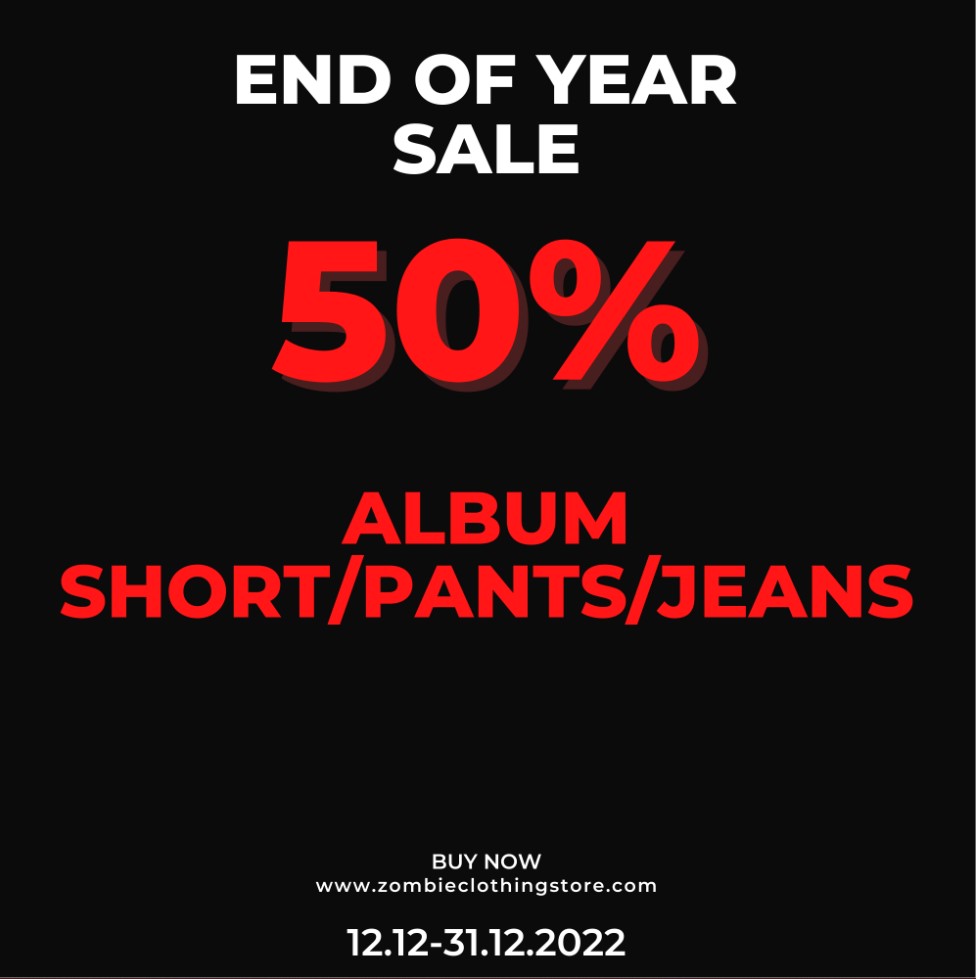 END OF YEAR
SALE
50%
ALBUM
SHORT/PANTS/JEANS
BUY NOW
www.zombieclothingstore.com
12.12-31.12.2022